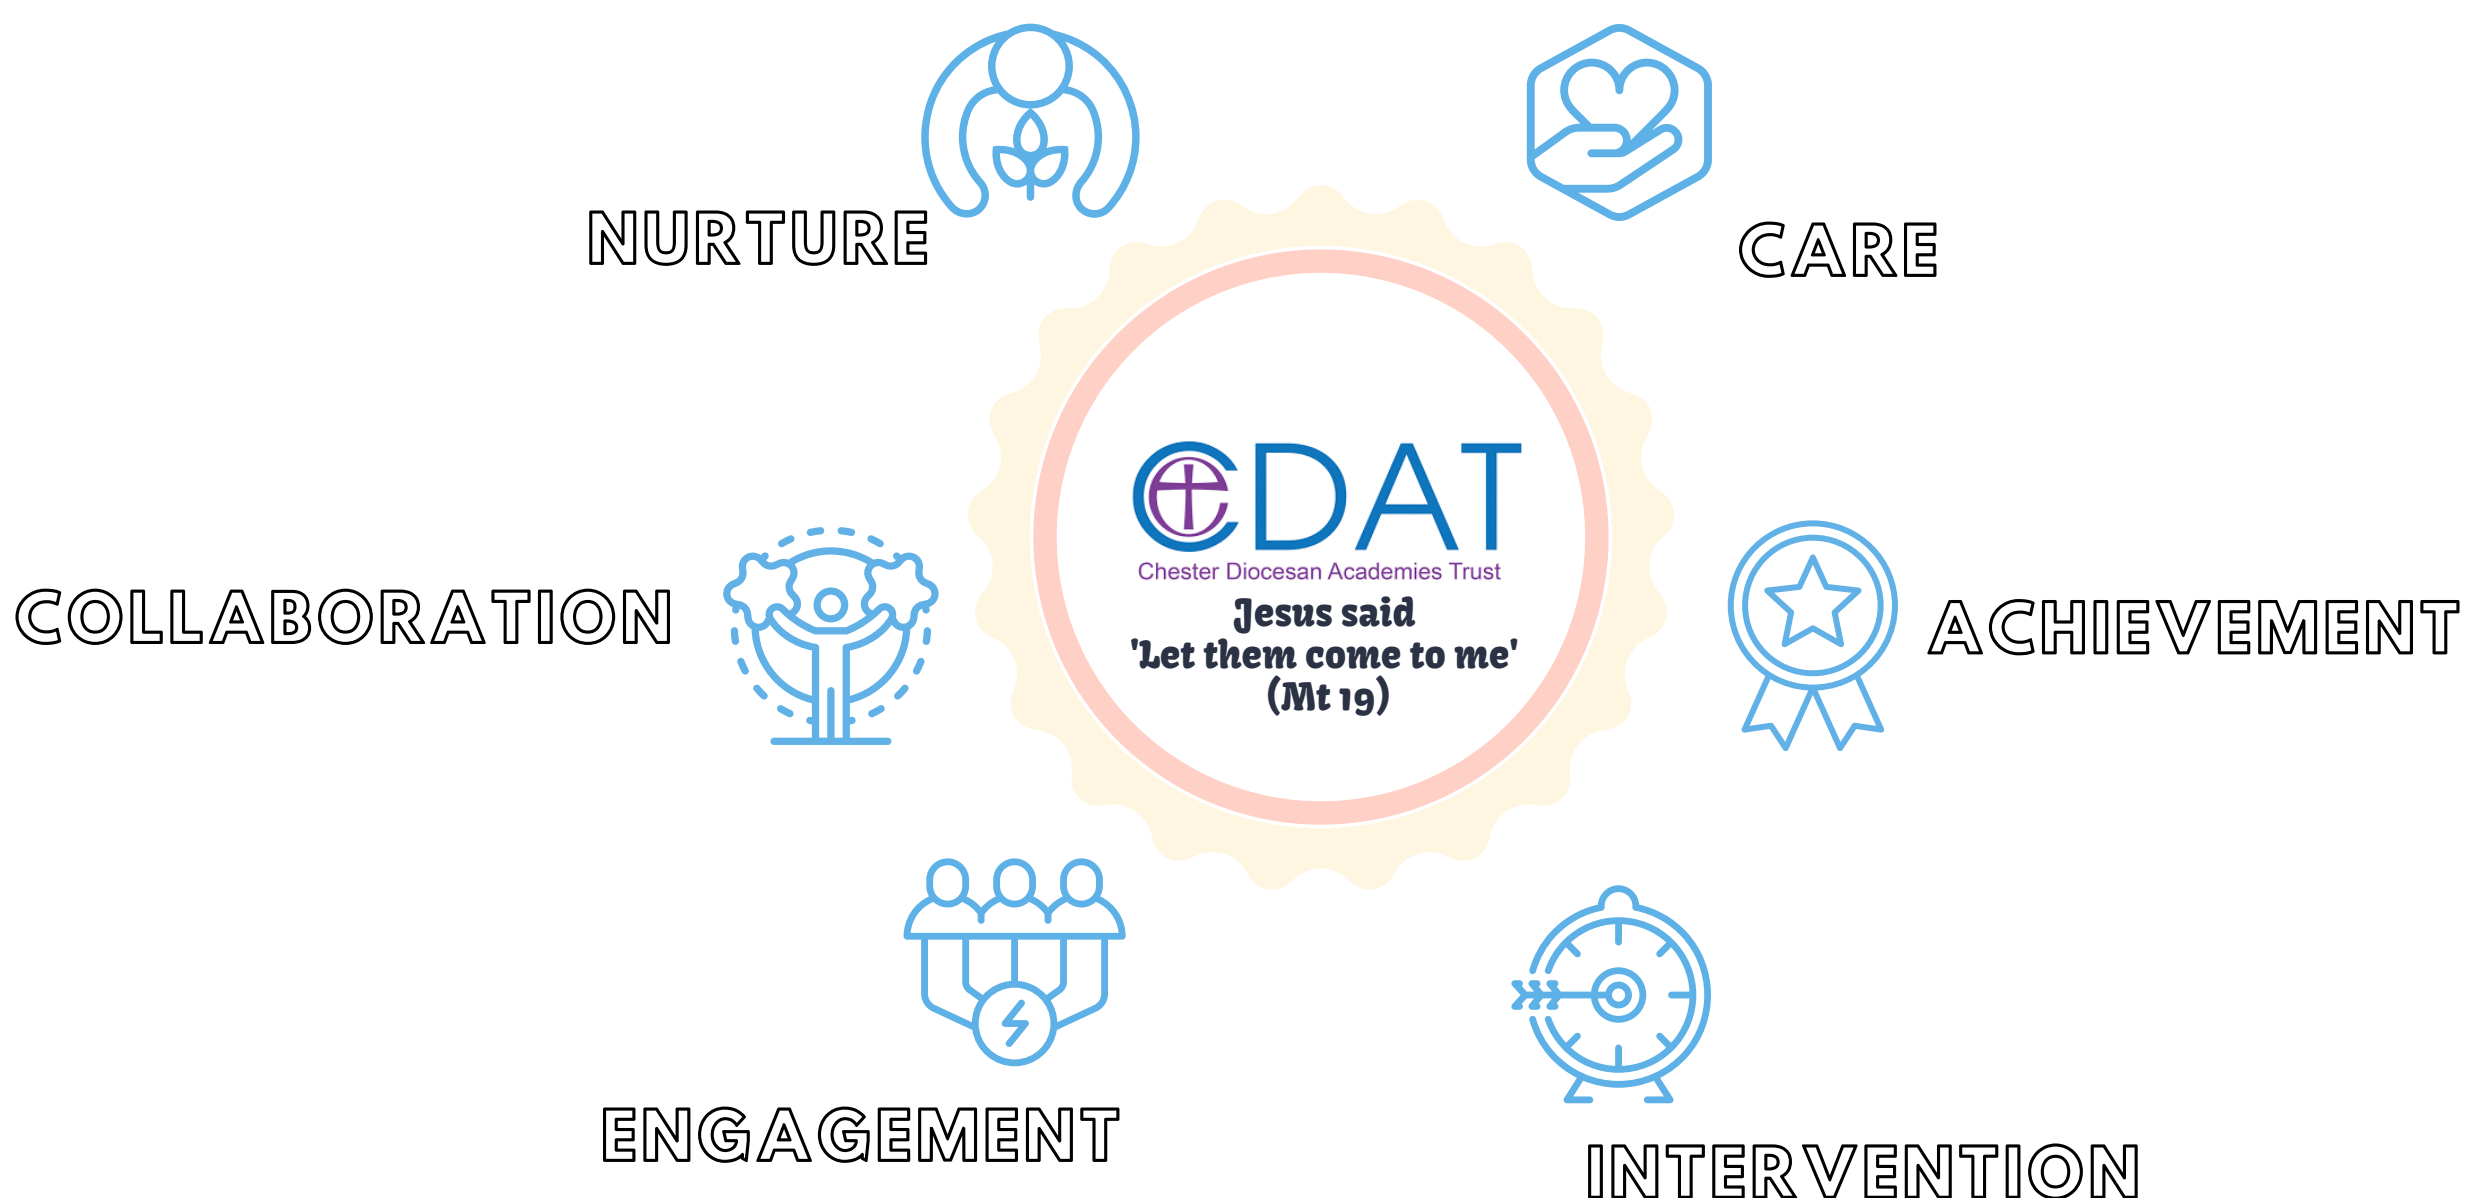 NURTURE
CARE
CDAT
Chester Diocesan Academies Trust
Jesus said
'Let them come to me'
(Mt 19)
COLLABORATION
ACHIEVEMENT
ENGAGEMENT
INTERVENTION